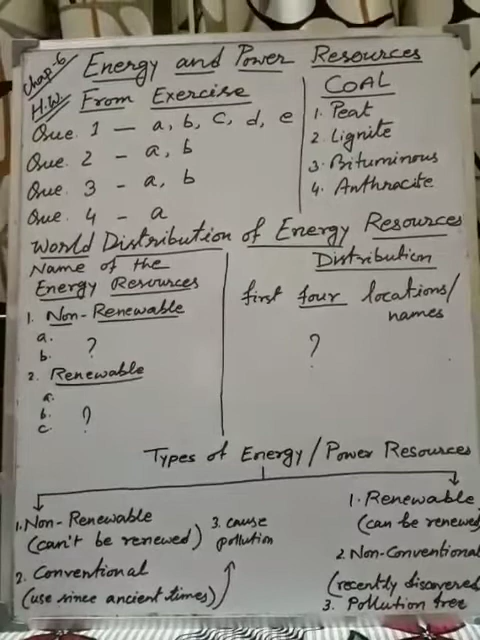 Chap-6 Energy and Power Resources
H.W. From Exercise
Que. 1 — a, b, c, d, e
Que. 2 - a, b
Que. 3 - a, b
Que. 4 - a
COAL
1. Peat
2. Lignite
3. Bituminous
4. Anthracite
World Distribution of Energy Resources
Name of the
Energy Resources
1. Non-Renewable
a.
b. ?
2. Renewable
a.
b. ?
c.
Distribution
first four locations/
names
?
Types of Energy/Power Resources
1. Non-Renewable
(can't be renewed)
2. Conventional
(use since ancient times)
3. cause
pollution
1. Renewable
(can be renewed
2. Non-Conventional
(recently discovered
3. Pollution free